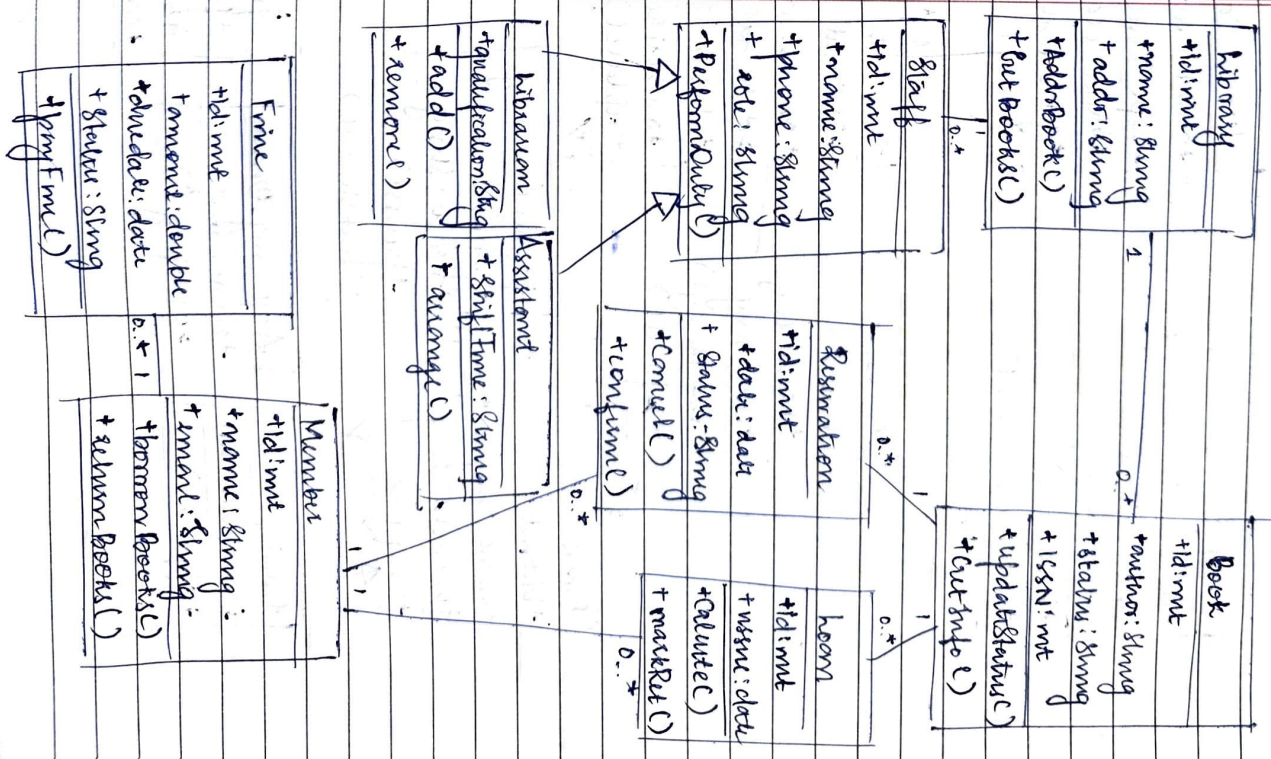 Library
+Id:int
+name:String
+addr:String
+AddBook()
+GetBooks()
1
0..*
1
0..*
Book
+Id:int
+author:String
+Status:String
+ISSN:int
+updateStatus()
+GetInfo()
Staff
+Id:int
+name:String
+phone:String
+role:String
+PerformDuty()
Librarian
+qualification:String
+add()
+remove()
Assistant
+ShiftTime:String
+arrange()
Reservation
+id:int
+date:date
+Status:String
+Cancel()
+confirm()
0..*
1
0..*
1
0..*
Loan
+Id:int
+issue:date
+markRet()
0..*
Member
+Id:int
+name:String
+email:String
+borrowBooks()
+returnBooks()
1
1
Fine
+Id:int
+duedate:date
+Status:String
+payFine()
0..*
1